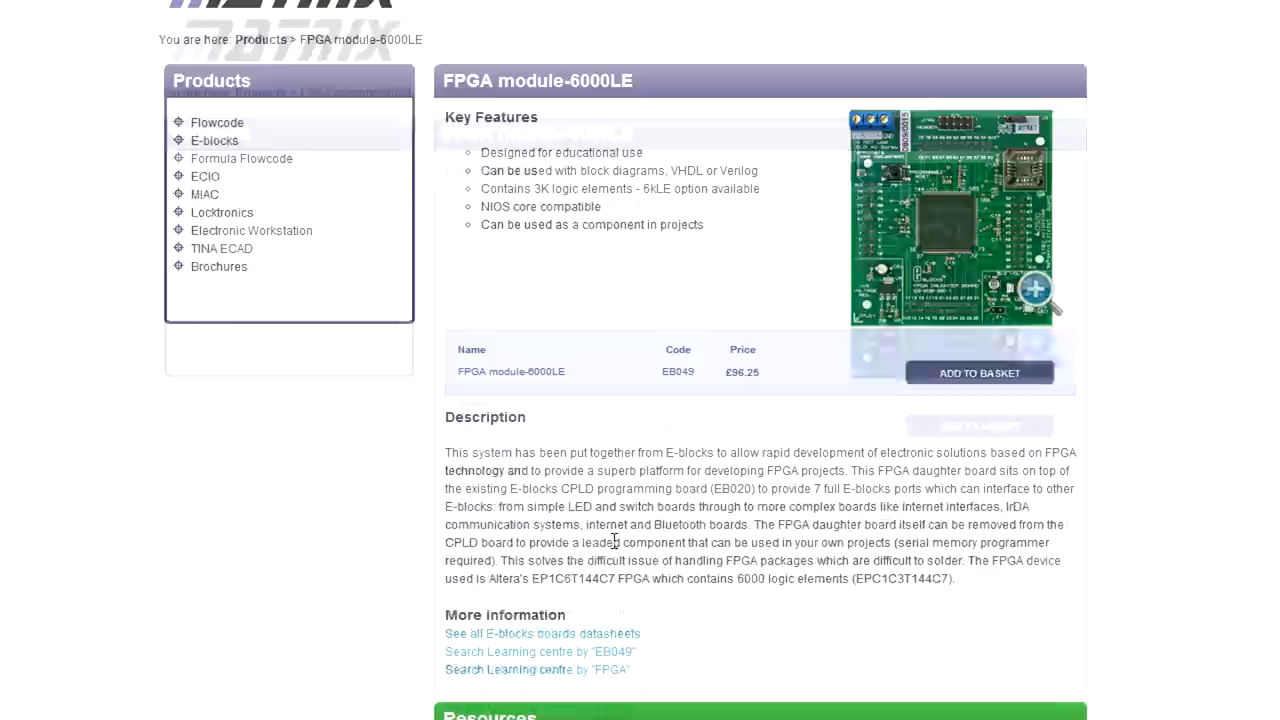 MATRIX
You are here: Products > FPGA module-6000LE
Products
Flowcode
E-blocks
Formula Flowcode
ECIO
MIAC
Locktronics
Electronic Workstation
TINA ECAD
Brochures
FPGA module-6000LE
Key Features
Designed for educational use
Can be used with block diagrams, VHDL or Verilog
Contains 3K logic elements - 6kLE option available
NIOS core compatible
Can be used as a component in projects
Name Code Price
FPGA module-6000LE EB049 £96.25
ADD TO BASKET
Description
This system has been put together from E-blocks to allow rapid development of electronic solutions based on FPGA
technology and to provide a superb platform for developing FPGA projects. This FPGA daughter board sits on top of
the existing E-blocks CPLD programming board (EB020) to provide 7 full E-blocks ports which can interface to other
E-blocks: from simple LED and switch boards through to more complex boards like internet interfaces, IrDA
communication systems, internet and Bluetooth boards. The FPGA daughter board itself can be removed from the
CPLD board to provide a leaded component that can be used in your own projects (serial memory programmer
required). This solves the difficult issue of handling FPGA packages which are difficult to solder. The FPGA device
used is Altera's EP1C6T144C7 FPGA which contains 6000 logic elements (EPC1C3T144C7).
More information
See all E-blocks boards datasheets
Search Learning centre by "EB049"
Search Learning centre by "FPGA"
Resources